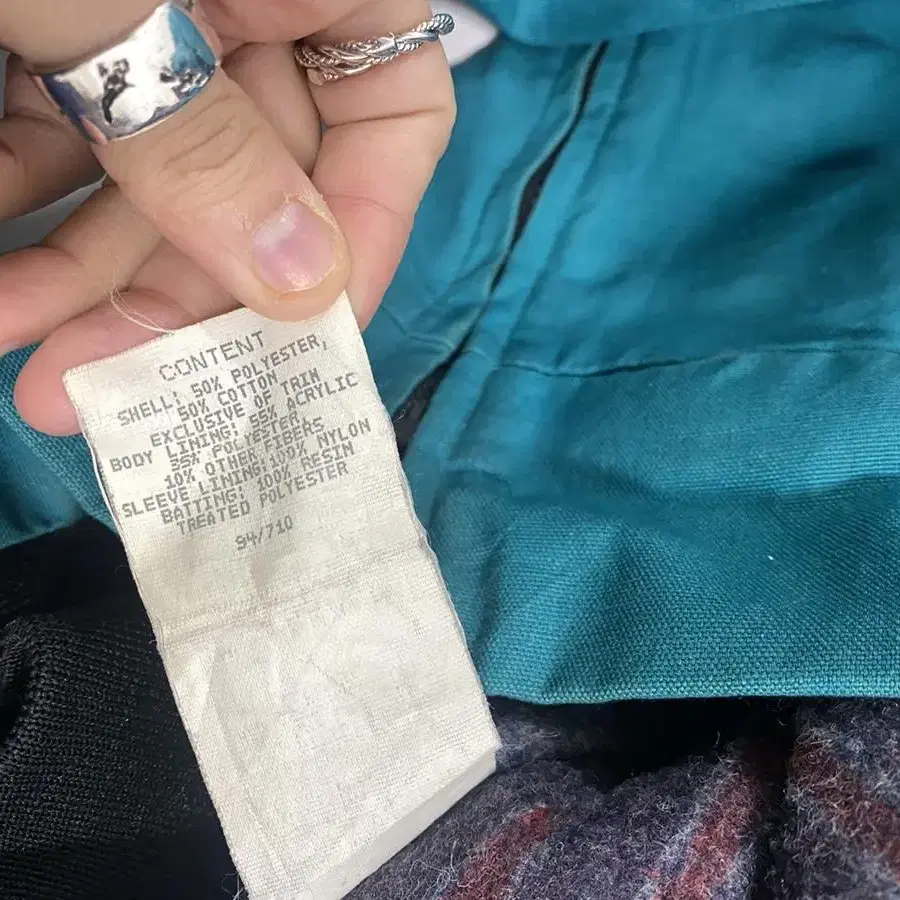 CONTENT
SHELL: 50% POLYESTER,
50% COTTON
EXCLUSIVE OF TRIM
BODY LINING: 55% ACRYLIC
35% POLYESTER
10% OTHER FIBERS
SLEEVE LINING: 100% NYLON
BATTING: 100% RESIN
TREATED POLYESTER
94/710